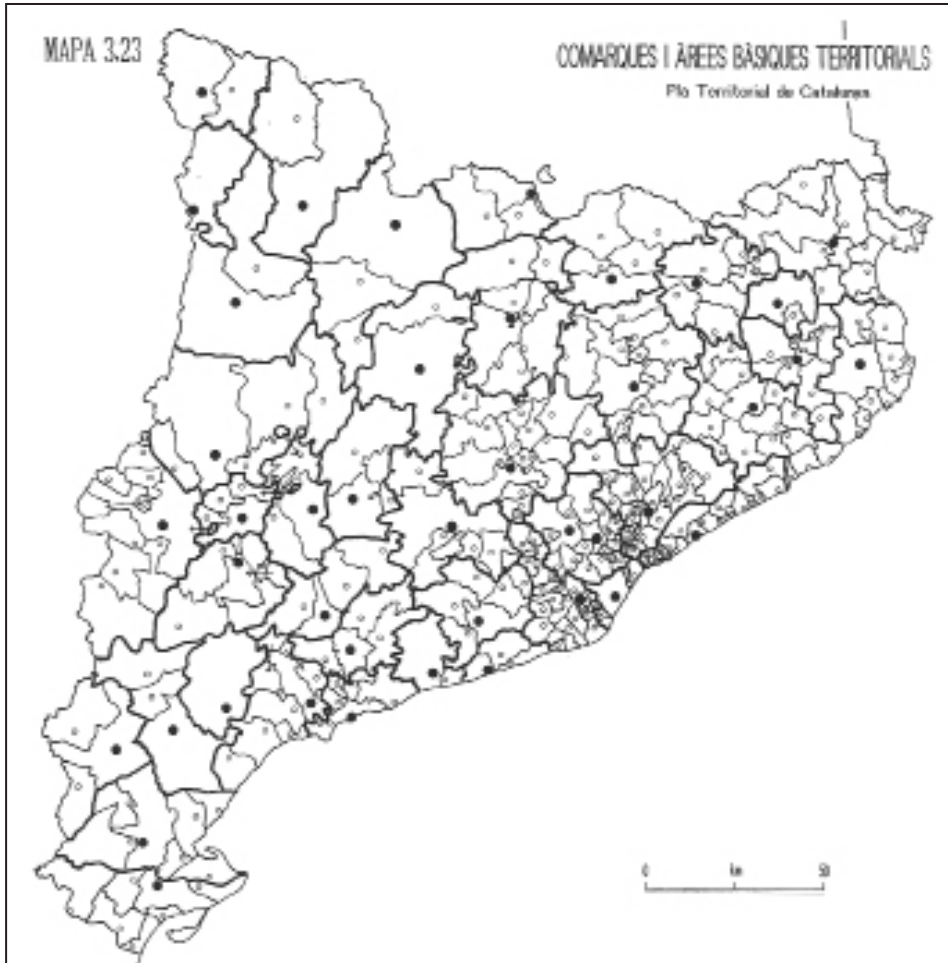 MAPA 3.23
COMARQUES I ÀREES BÀSIQUES TERRITORIALS
Pla Territorial de Catalunya
0 km 50